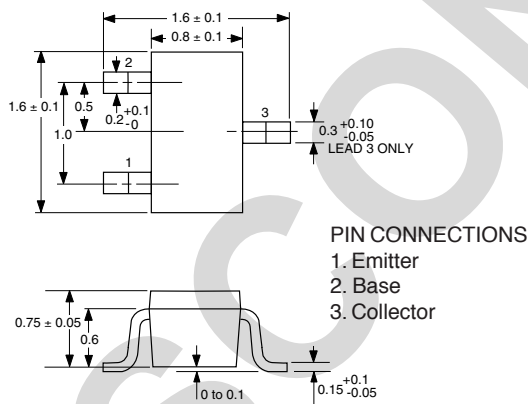 1.6 ± 0.1
0.8 ± 0.1
2
1.6 ± 0.1
0.5
1.0
0.2 +0.1 -0
3
0.3 +0.10 -0.05
LEAD 3 ONLY
1
PIN CONNECTIONS
1. Emitter
2. Base
3. Collector
0.75 ± 0.05
0.6
0 to 0.1
0.15 +0.1 -0.05